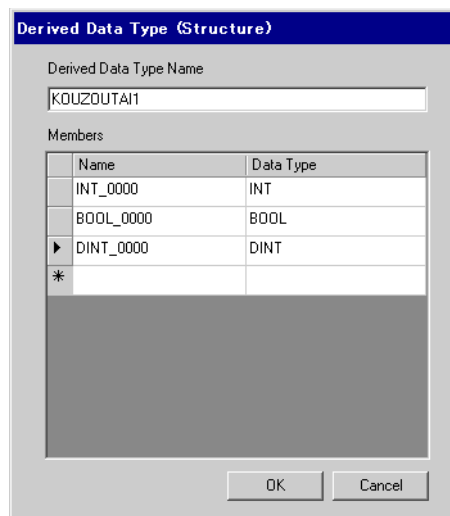 Derived Data Type (Structure)
Derived Data Type Name
KOUZOUTAI1
Members
Name Data Type
INT_0000 INT
BOOL_0000 BOOL
DINT_0000 DINT
*
OK Cancel